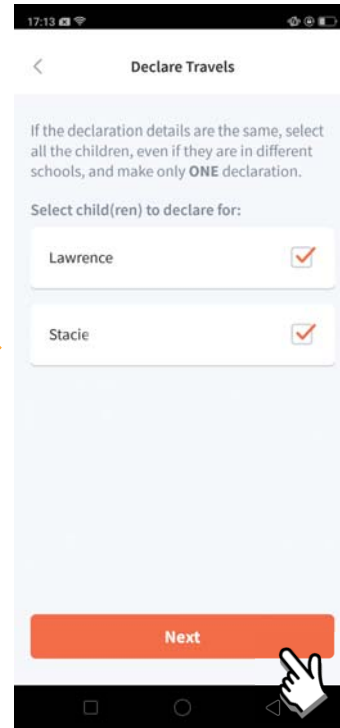 17:13
Declare Travels
If the declaration details are the same, select
all the children, even if they are in different
schools, and make only ONE declaration.
Select child(ren) to declare for:
Lawrence
Stacie
Next